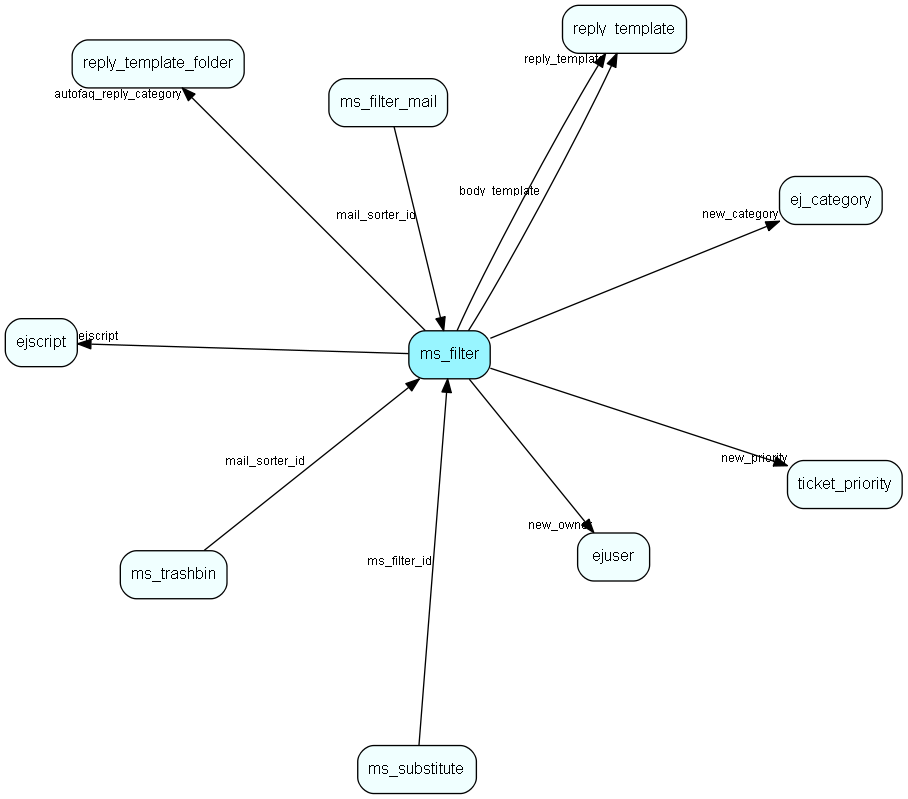 reply_template
reply_template
reply_template_folder
autofaq_reply_category
ms_filter_mail
body_template
ej_category
new_category
mail_sorter_id
ejscript
ejscript
ms_filter
new_priority
mail_sorter_id
ticket_priority
new_owner
ejuser
ms_filter_id
ms_trashbin
ms_substitute